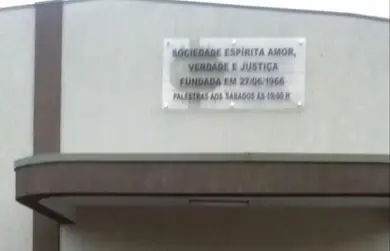 SOCIEDADE ESPÍRITA AMOR,
VERDADE E JUSTIÇA
FUNDADA EM 27/06/1966
PALESTRAS AOS SÁBADOS ÀS 19:00 H